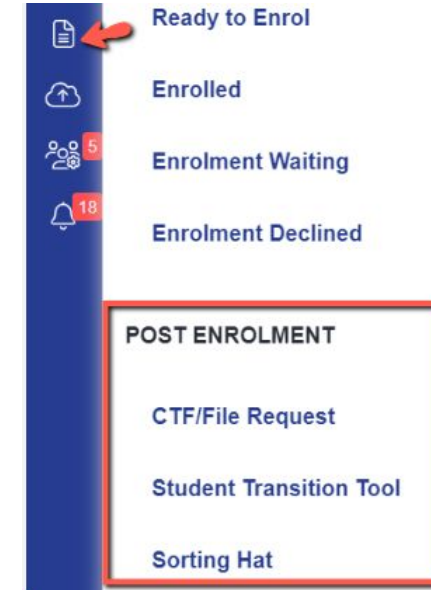 Ready to Enrol
Enrolled
5
Enrolment Waiting
18
Enrolment Declined
POST ENROLMENT
CTF/File Request
Student Transition Tool
Sorting Hat